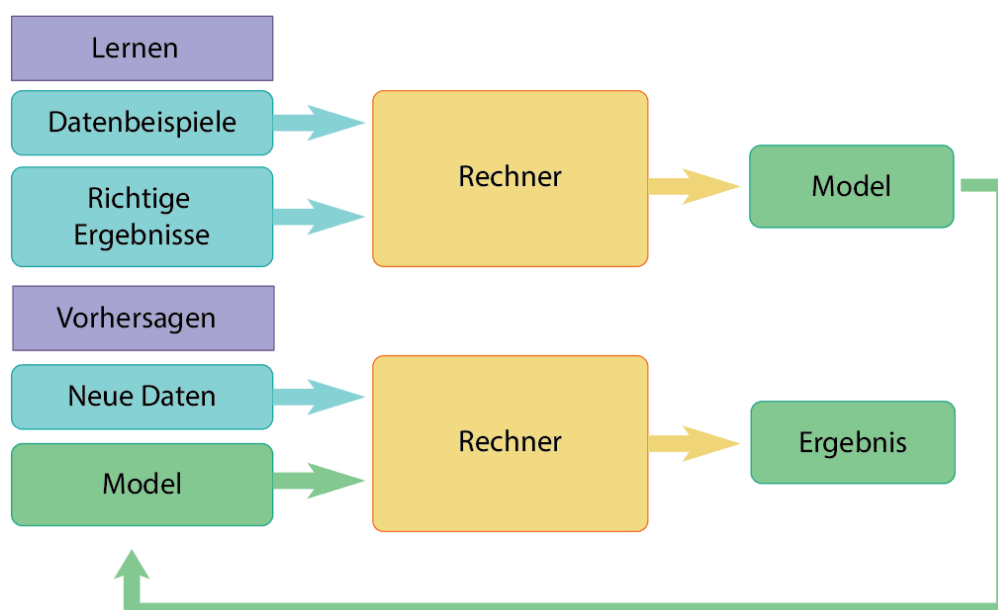 Lernen
Datenbeispiele
Richtige
Ergebnisse
Rechner
Model
Vorhersagen
Neue Daten
Model
Rechner
Ergebnis